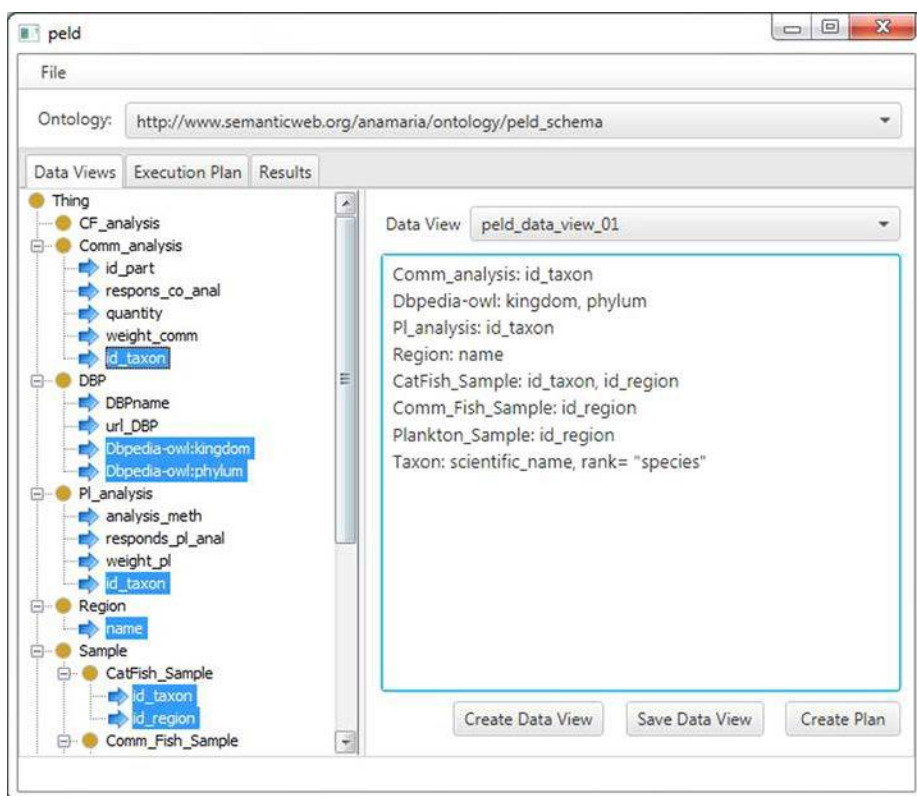 peld
File
Ontology: http://www.semanticweb.org/anamaria/ontology/peld_schema
Data Views Execution Plan Results
Thing
CF_analysis
Comm_analysis
id_part
respons_co_anal
quantity
weight_comm
id_taxon
DBP
DBPname
url_DBP
Dbpedia-owl:kingdom
Dbpedia-owl:phylum
Pl_analysis
analysis_meth
responds_pl_anal
weight_pl
id_taxon
Region
name
Sample
CatFish_Sample
id_taxon
id_region
Comm_Fish_Sample
Data View peld_data_view_01
Comm_analysis: id_taxon
Dbpedia-owl: kingdom, phylum
Pl_analysis: id_taxon
Region: name
CatFish_Sample: id_taxon, id_region
Comm_Fish_Sample: id_region
Plankton_Sample: id_region
Taxon: scientific_name, rank= "species"
Create Data View Save Data View Create Plan